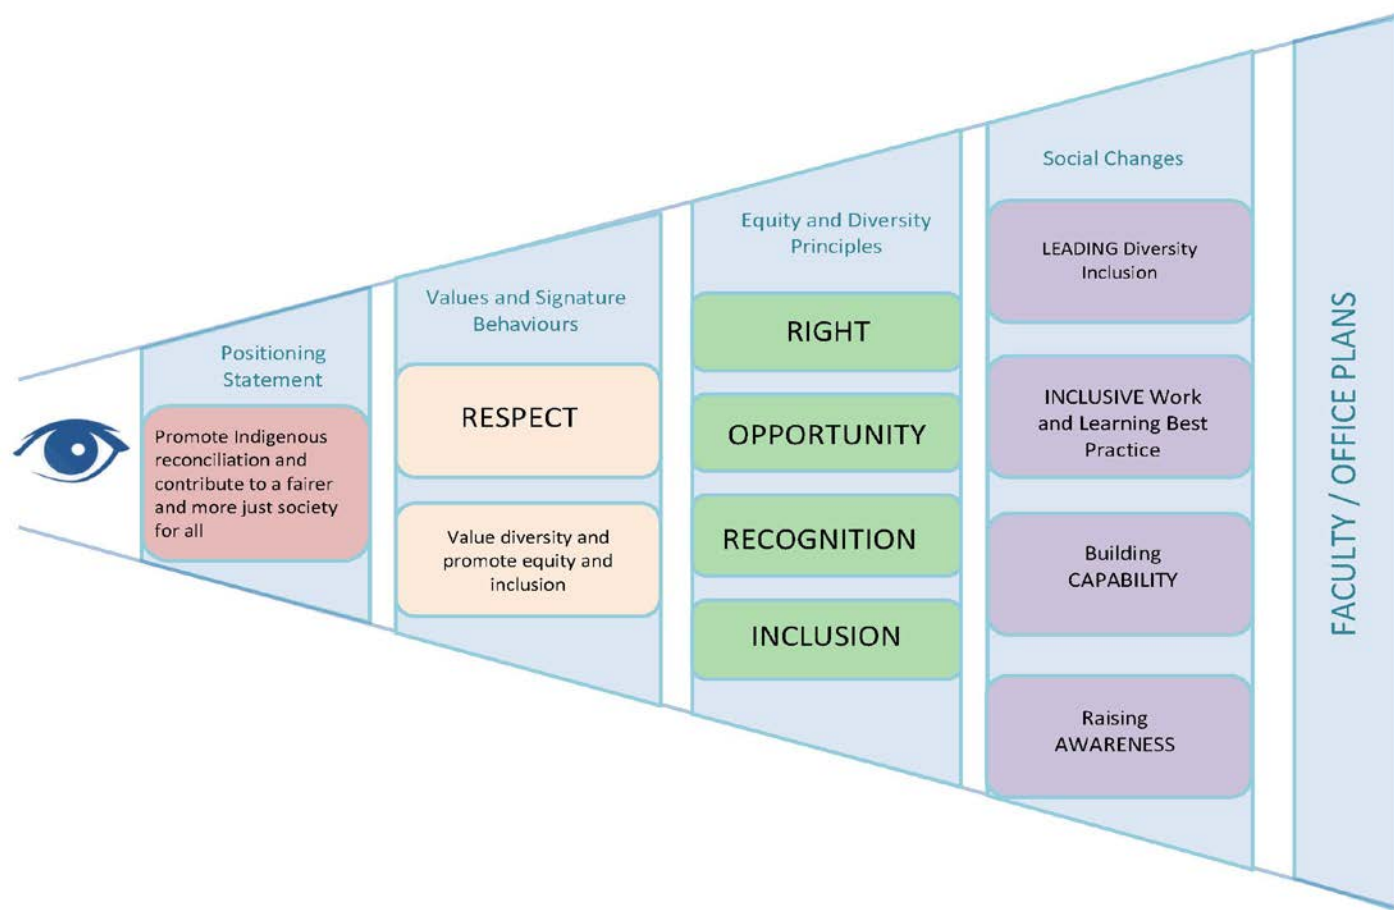 Positioning
Statement
Promote Indigenous
reconciliation and
contribute to a fairer
and more just society
for all
Values and Signature
Behaviours
RESPECT
Value diversity and
promote equity and
inclusion
Equity and Diversity
Principles
RIGHT
OPPORTUNITY
RECOGNITION
INCLUSION
Social Changes
LEADING Diversity
Inclusion
INCLUSIVE Work
and Learning Best
Practice
Building
CAPABILITY
Raising
AWARENESS
FACULTY / OFFICE PLANS